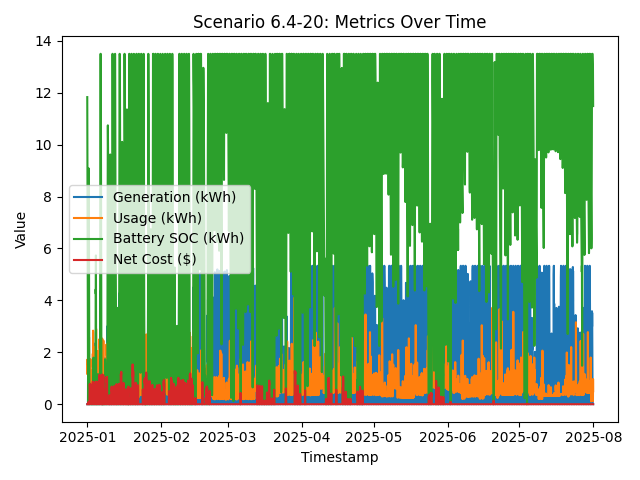 Scenario 6.4-20: Metrics Over Time
Value
14
12
10
8
6
4
2
0
Generation (kWh)
Usage (kWh)
Battery SOC (kWh)
Net Cost ($)
2025-01 2025-02 2025-03 2025-04 2025-05 2025-06 2025-07 2025-08
Timestamp